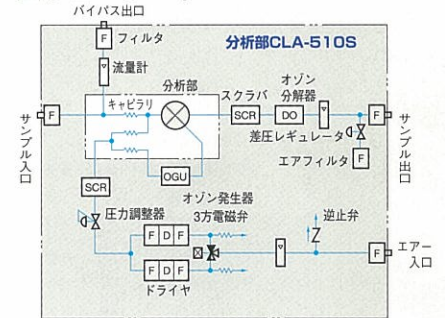 バイパス出口
F フィルタ
分析部CLA-510S
流量計
分析部
キャピラリ
スクラバ
オゾン分解器
サンプル入口
F
SCR
DO
F
サンプル出口
差圧レギュレータ
エアフィルタ
F
SCR
OGU
オゾン発生器
圧力調整器
3方電磁弁
逆止弁
F D F
F D F
ドライヤ
F
エアー入口